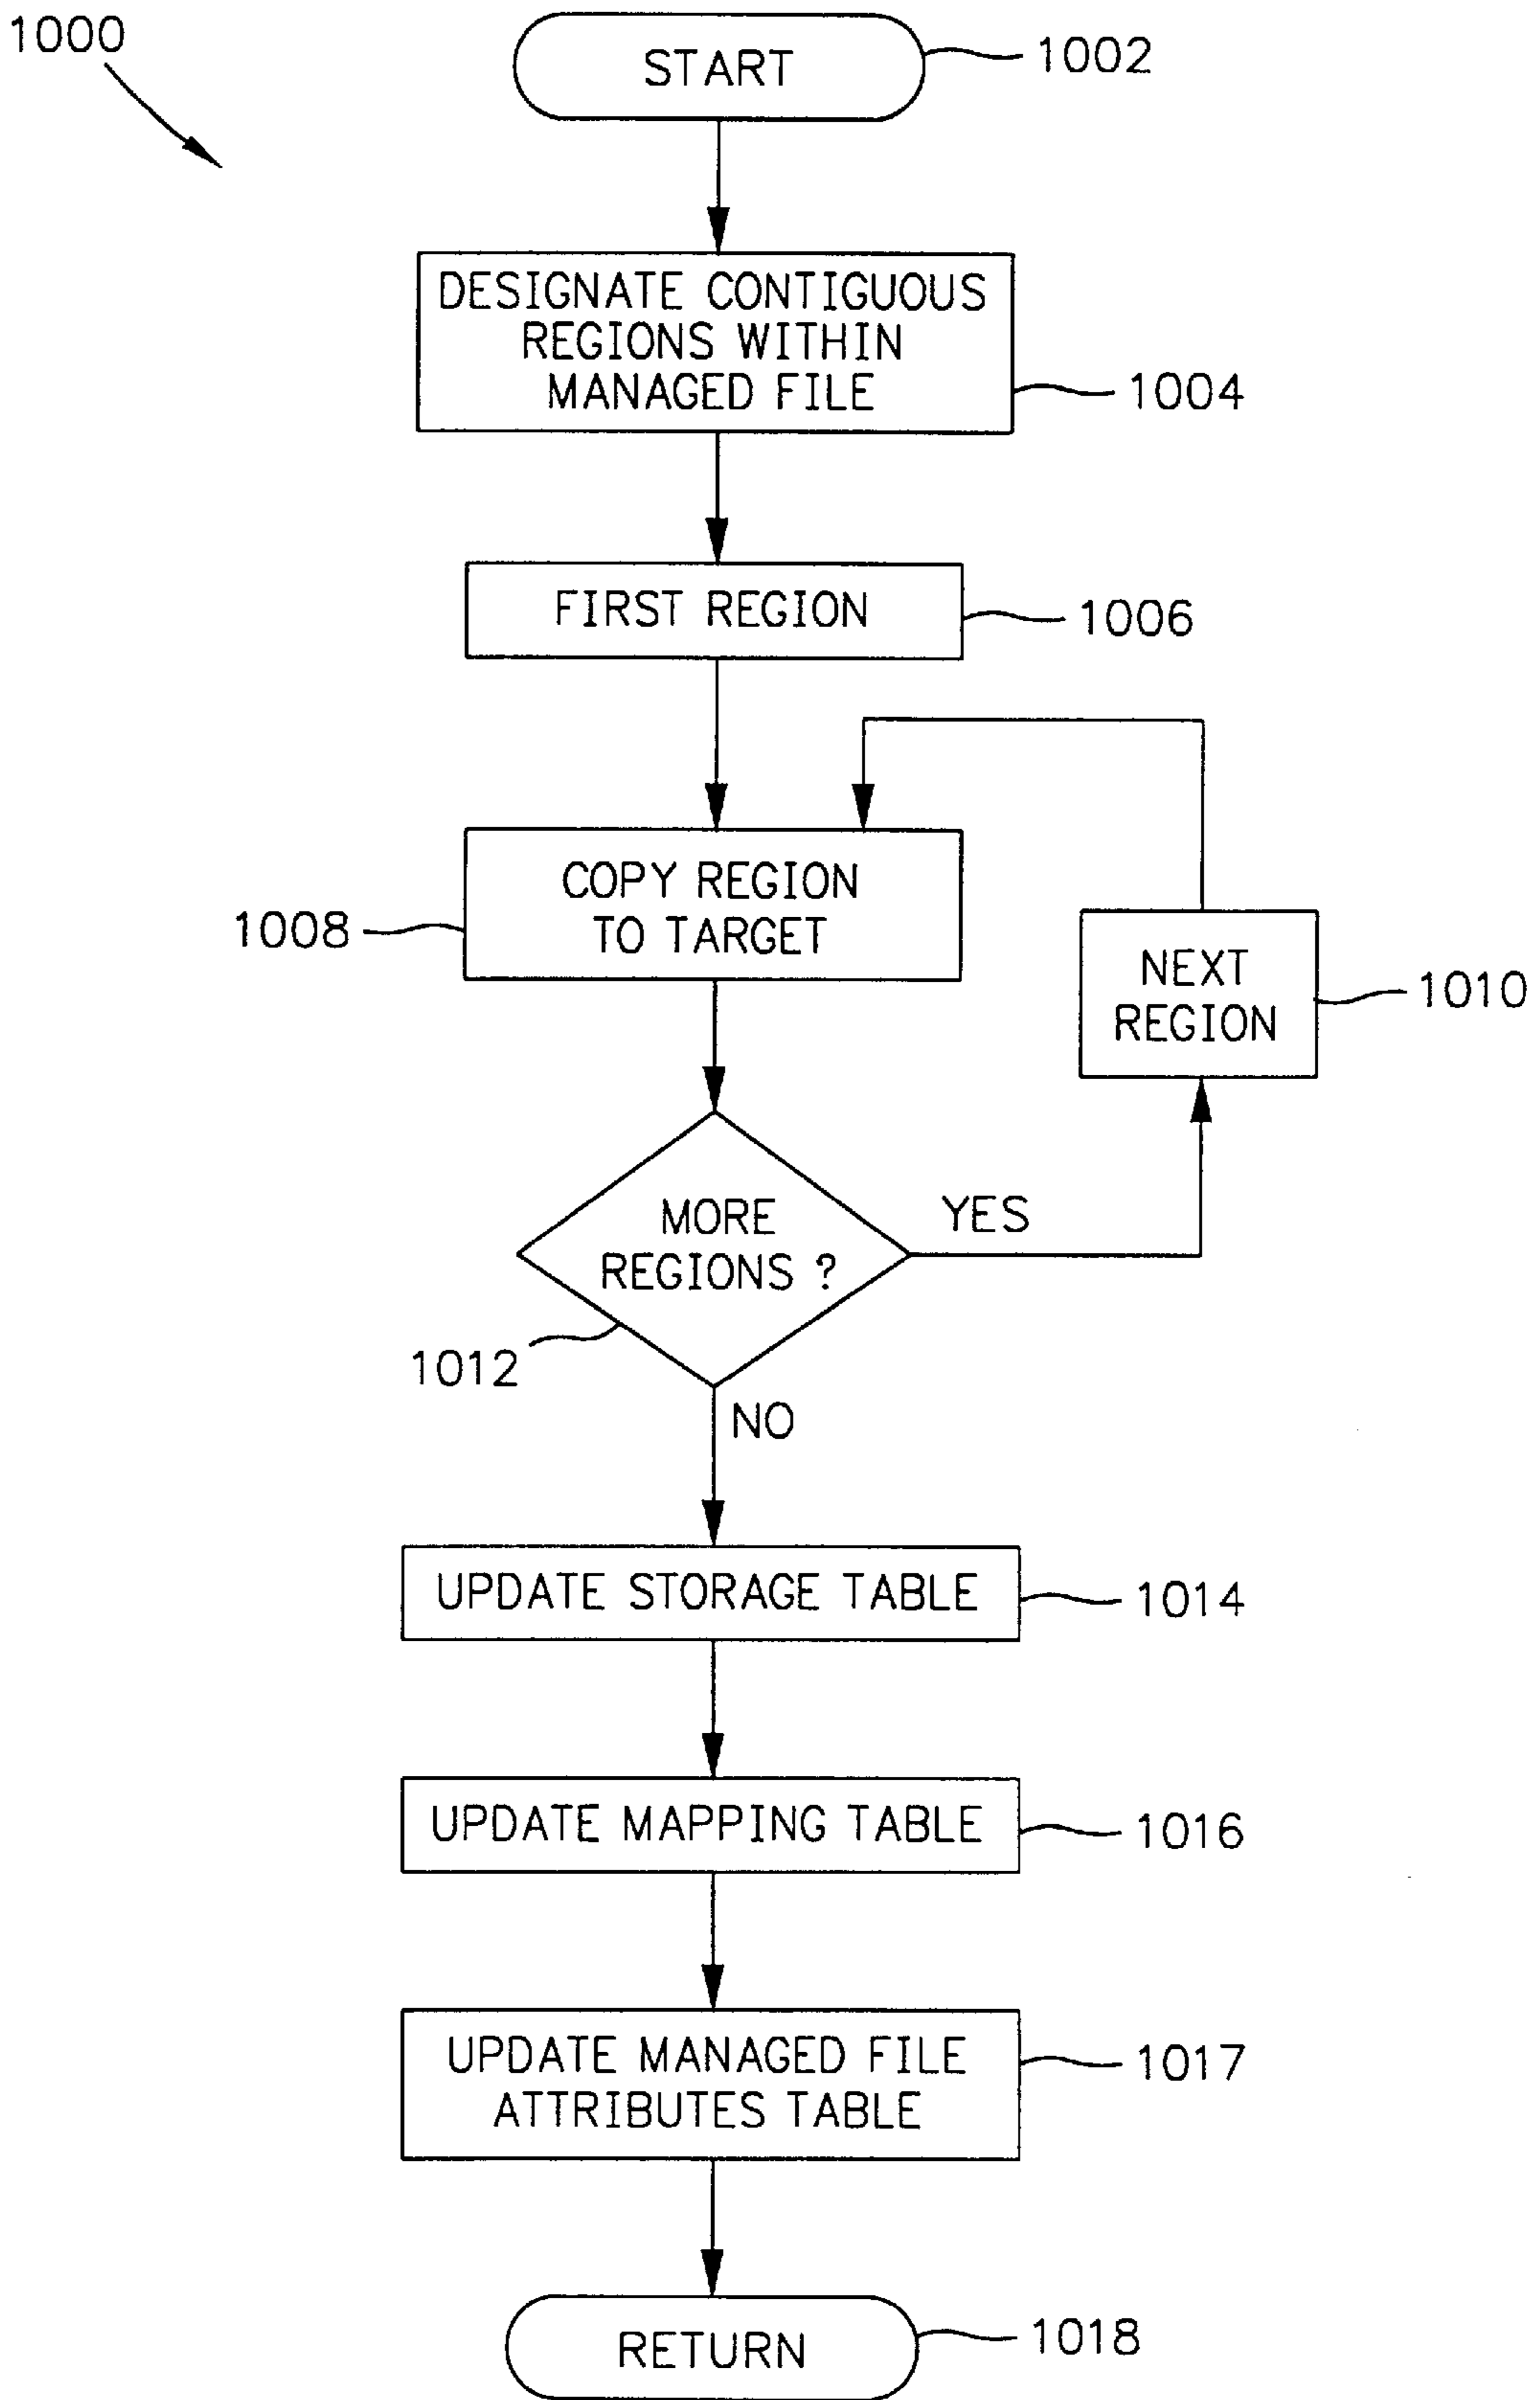 1000
START
1002
DESIGNATE CONTIGUOUS
REGIONS WITHIN
MANAGED FILE
1004
FIRST REGION
1006
COPY REGION
TO TARGET
1008
NEXT
REGION
1010
MORE
REGIONS ?
YES
1012
NO
UPDATE STORAGE TABLE
1014
UPDATE MAPPING TABLE
1016
UPDATE MANAGED FILE
ATTRIBUTES TABLE
1017
RETURN
1018